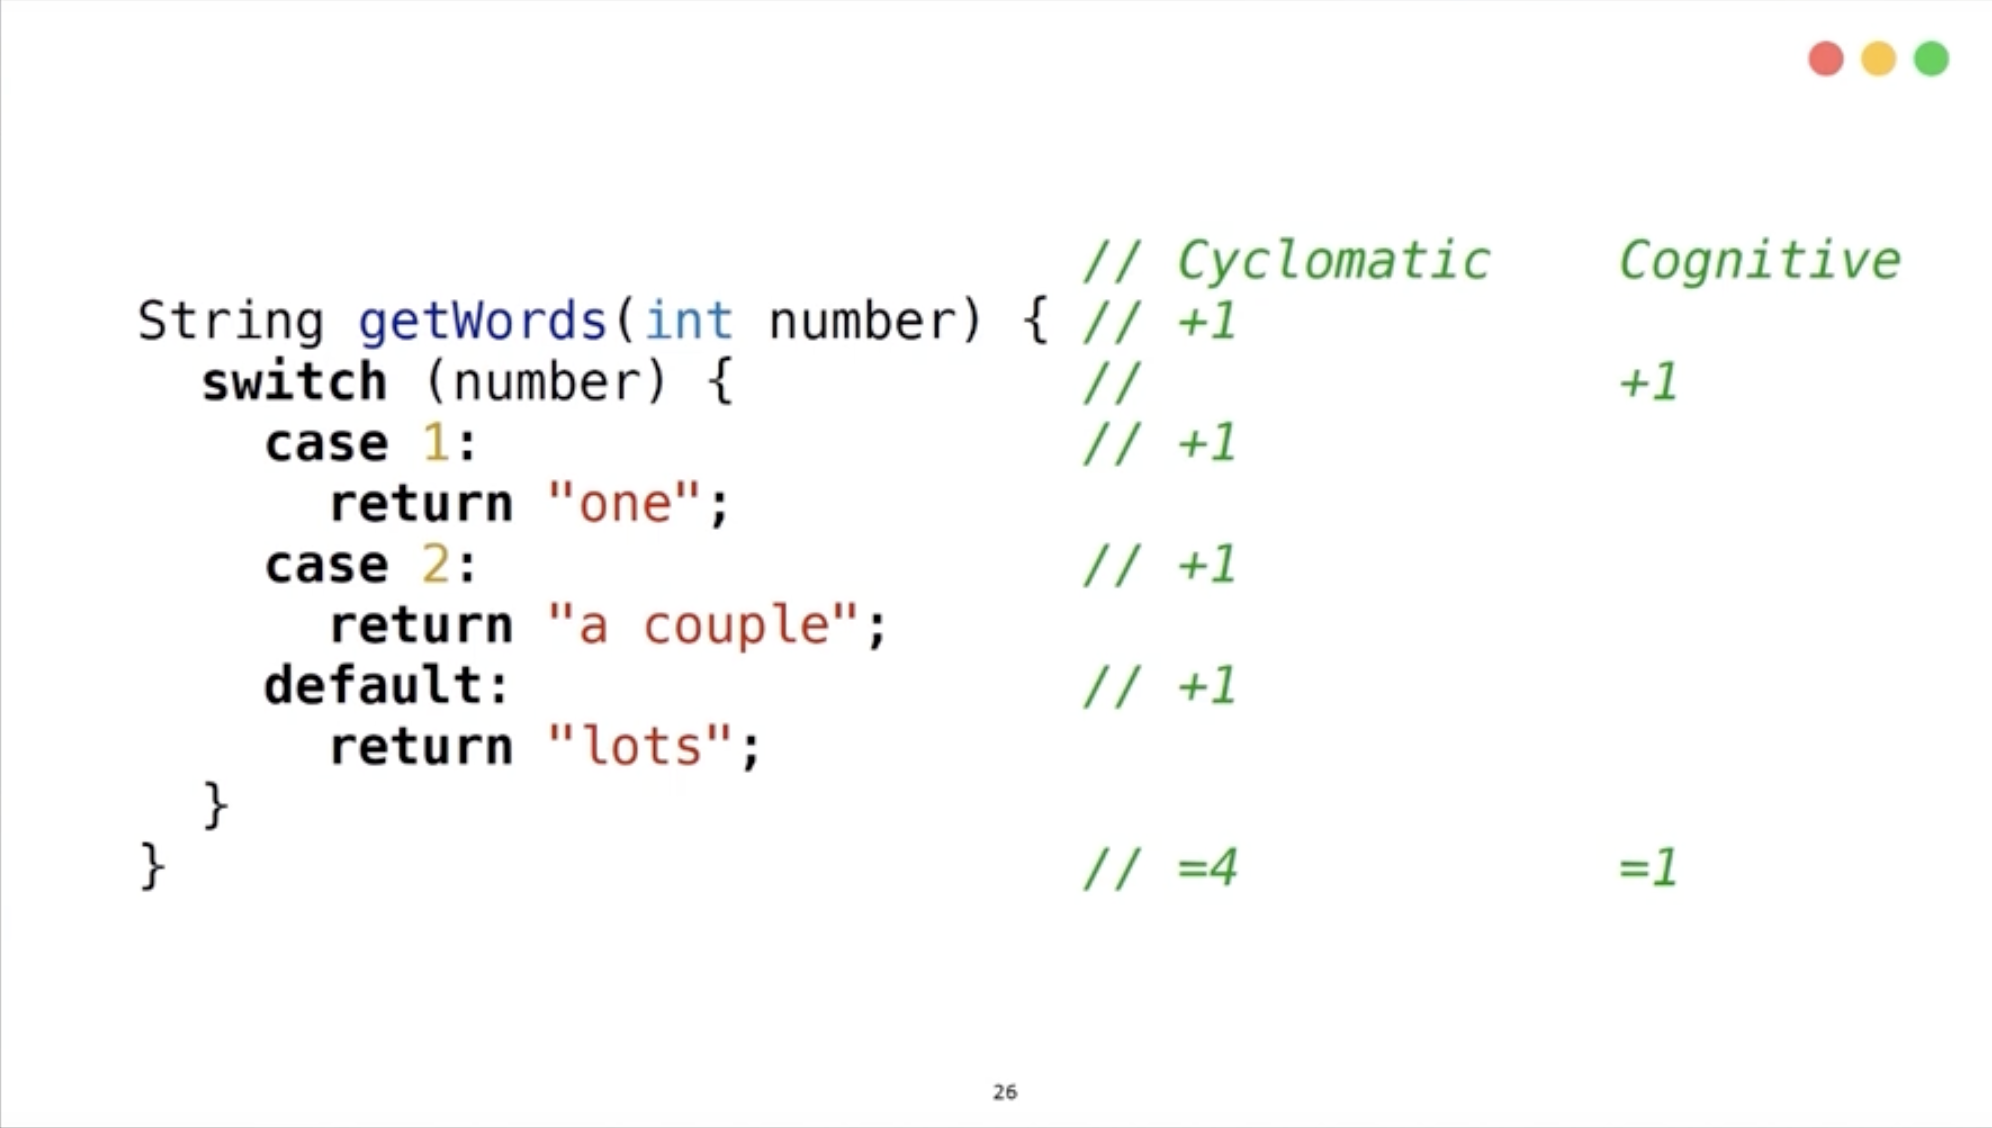 // Cyclomatic    Cognitive
String getWords(int number) { // +1
  switch (number) {           //               +1
    case 1:                   // +1
      return "one";
    case 2:                   // +1
      return "a couple";
    default:                  // +1
      return "lots";
  }
}                             // =4            =1
26